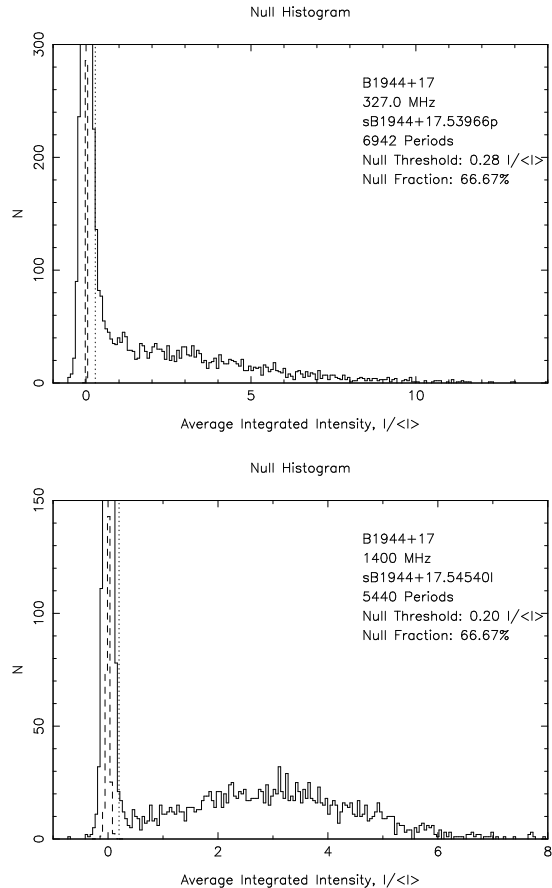 Null Histogram
300
200
100
0
N
B1944+17
327.0 MHz
sB1944+17.53966p
6942 Periods
Null Threshold: 0.28 I/<I>
Null Fraction: 66.67%
0 5 10
Average Integrated Intensity, I/<I>
Null Histogram
150
100
50
0
N
B1944+17
1400 MHz
sB1944+17.54540l
5440 Periods
Null Threshold: 0.20 I/<I>
Null Fraction: 66.67%
0 2 4 6 8
Average Integrated Intensity, I/<I>